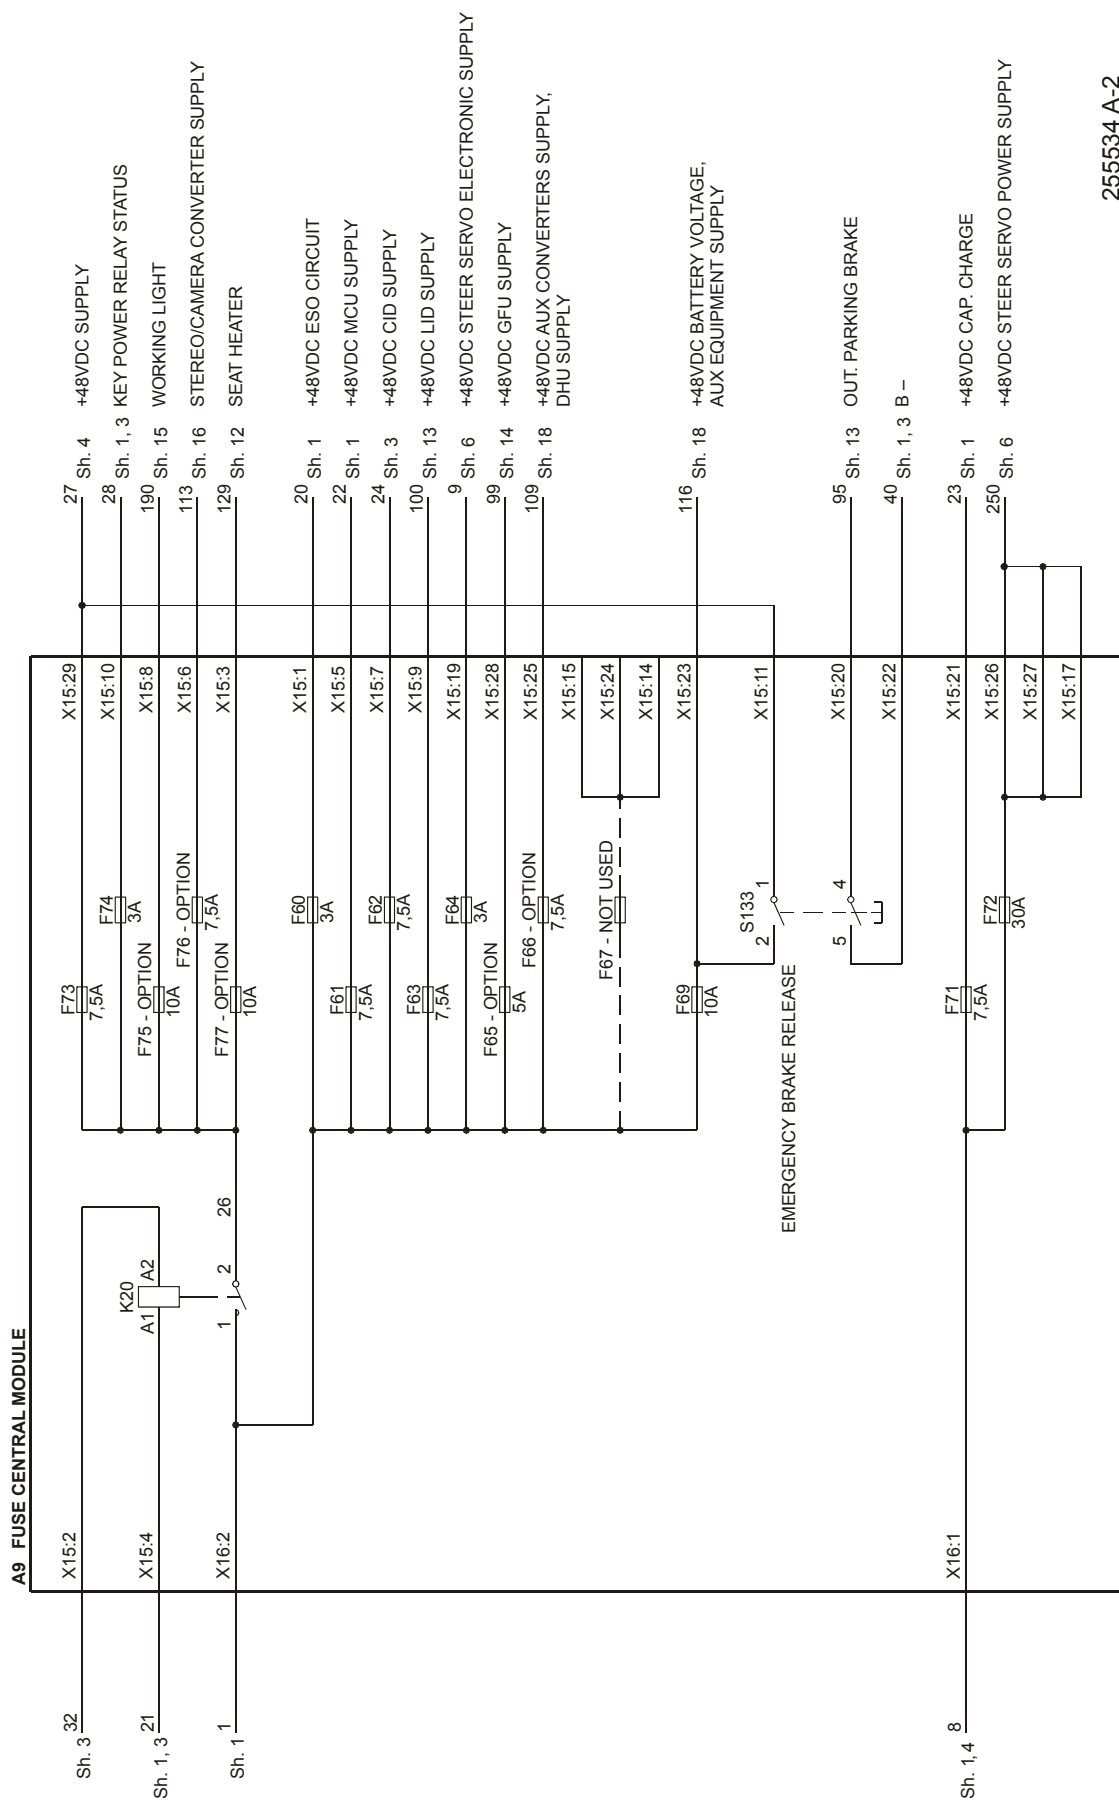 A9 FUSE CENTRAL MODULE
Sh. 3
32
X15:2
Sh. 1, 3
21
X15:4
Sh. 1
1
X16:2
K20
A1
A2
1
2
26
F73
7,5A
X15:29
27
Sh. 4
+48VDC SUPPLY
F74
3A
X15:10
28
Sh. 1, 3
KEY POWER RELAY STATUS
F75 - OPTION
10A
X15:8
190
Sh. 15
WORKING LIGHT
F76 - OPTION
7,5A
X15:6
113
Sh. 16
STEREO/CAMERA CONVERTER SUPPLY
F77 - OPTION
10A
X15:3
129
Sh. 12
SEAT HEATER
F60
3A
X15:1
20
Sh. 1
+48VDC ESO CIRCUIT
F61
7,5A
X15:5
22
Sh. 1
+48VDC MCU SUPPLY
F62
7,5A
X15:7
24
Sh. 3
+48VDC CID SUPPLY
F63
7,5A
X15:9
100
Sh. 13
+48VDC LID SUPPLY
F64
3A
X15:19
9
Sh. 6
+48VDC STEER SERVO ELECTRONIC SUPPLY
F65 - OPTION
5A
X15:28
99
Sh. 14
+48VDC GFU SUPPLY
F66 - OPTION
7,5A
X15:25
109
Sh. 18
+48VDC AUX CONVERTERS SUPPLY,
DHU SUPPLY
X15:15
F67 - NOT USED
X15:24
X15:14
F69
10A
X15:23
116
Sh. 18
+48VDC BATTERY VOLTAGE,
AUX EQUIPMENT SUPPLY
S133
2
1
X15:11
EMERGENCY BRAKE RELEASE
5
4
X15:20
95
Sh. 13
OUT. PARKING BRAKE
X15:22
40
Sh. 1, 3
B –
Sh. 1, 4
8
X16:1
F71
7,5A
X15:21
23
Sh. 1
+48VDC CAP. CHARGE
F72
30A
X15:26
250
Sh. 6
+48VDC STEER SERVO POWER SUPPLY
X15:27
X15:17
255534 A-2